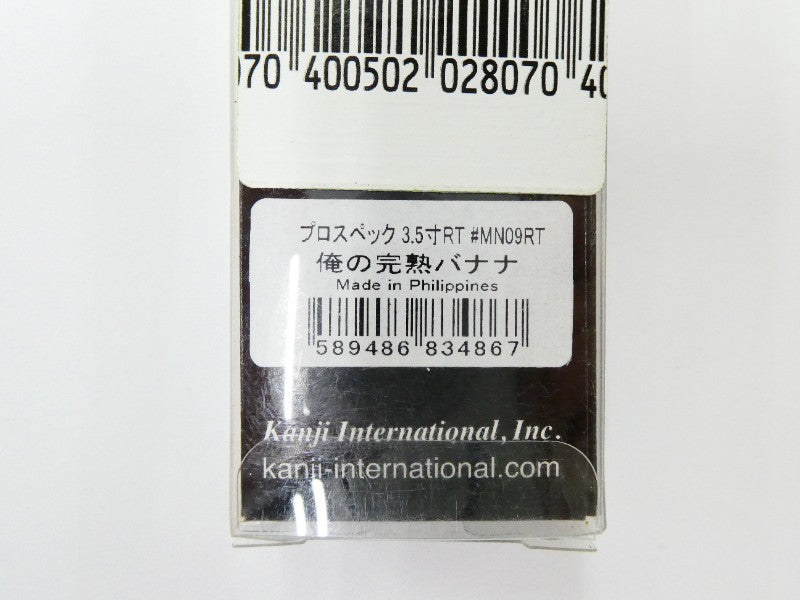 070 400502 028070 40
プロスペック 3.5寸RT #MN09RT
俺の完熟バナナ
Made in Philippines
589486 834867
Kanji International, Inc.
kanji-international.com